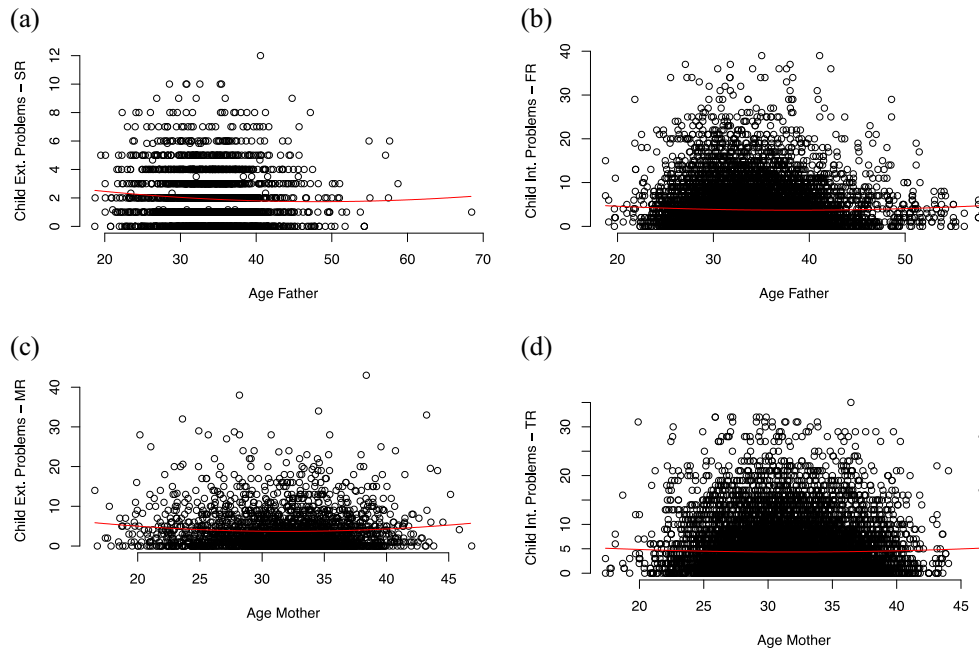 (a)
Child Ext. Problems – SR
12
10
8
6
4
2
0
20 30 40 50 60 70
Age Father
(b)
Child Int. Problems - FR
40
30
20
10
0
20 30 40 50
Age Father
(c)
Child Ext. Problems – MR
40
30
20
10
0
20 25 30 35 40 45
Age Mother
(d)
Child Int. Problems – TR
30
20
10
5
0
20 25 30 35 40 45
Age Mother